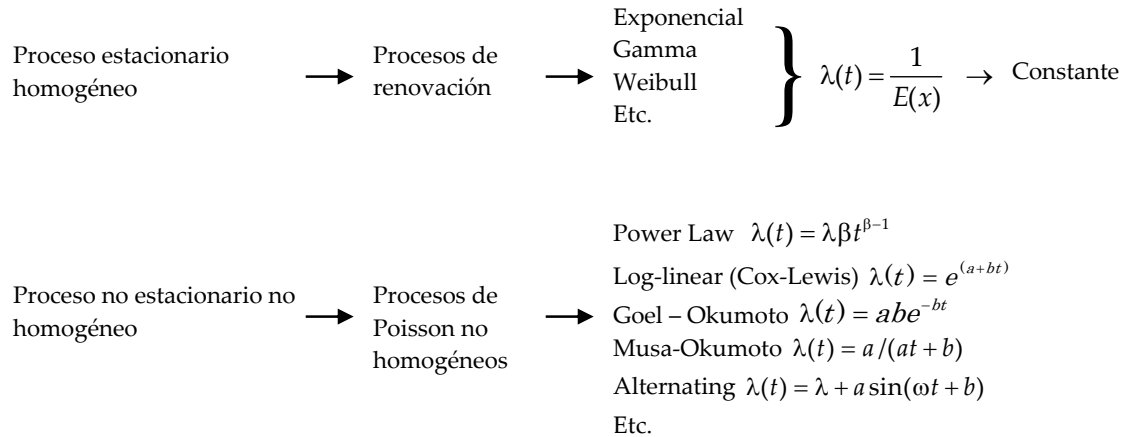 Proceso estacionario
homogéneo
→
Procesos de
renovación
→
Exponencial
Gamma
Weibull
Etc.
} λ(t) = 1 / E(x) → Constante
Proceso no estacionario no
homogéneo
→
Procesos de
Poisson no
homogéneos
→
Power Law λ(t) = λβt^{β−1}
Log-linear (Cox-Lewis) λ(t) = e^{(a+bt)}
Goel – Okumoto λ(t) = abe^{−bt}
Musa-Okumoto λ(t) = a /(at + b)
Alternating λ(t) = λ + a sin(ωt + b)
Etc.